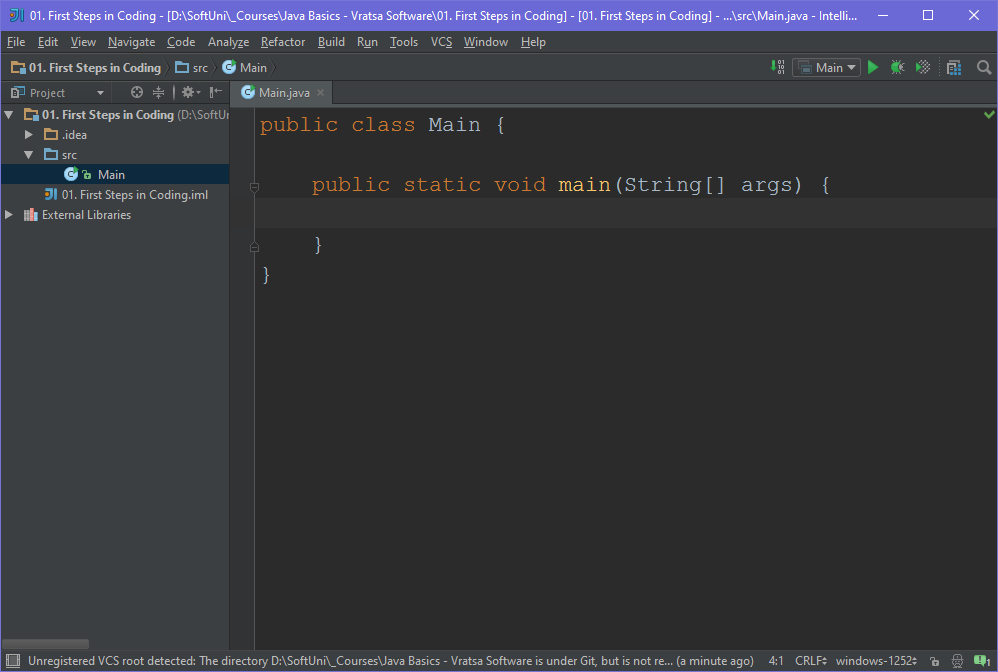 01. First Steps in Coding - [D:\SoftUni\_Courses\Java Basics - Vratsa Software\01. First Steps in Coding] - [01. First Steps in Coding] - ...\src\Main.java - Intelli...
File Edit View Navigate Code Analyze Refactor Build Run Tools VCS Window Help
01. First Steps in Coding src Main Main
Project Main.java
01. First Steps in Coding (D:\SoftUr
.idea
src
Main
01. First Steps in Coding.iml
External Libraries
public class Main {
public static void main(String[] args) {
}
}
Unregistered VCS root detected: The directory D:\SoftUni\_Courses\Java Basics - Vratsa Software is under Git, but is not re... (a minute ago) 4:1 CRLF windows-1252